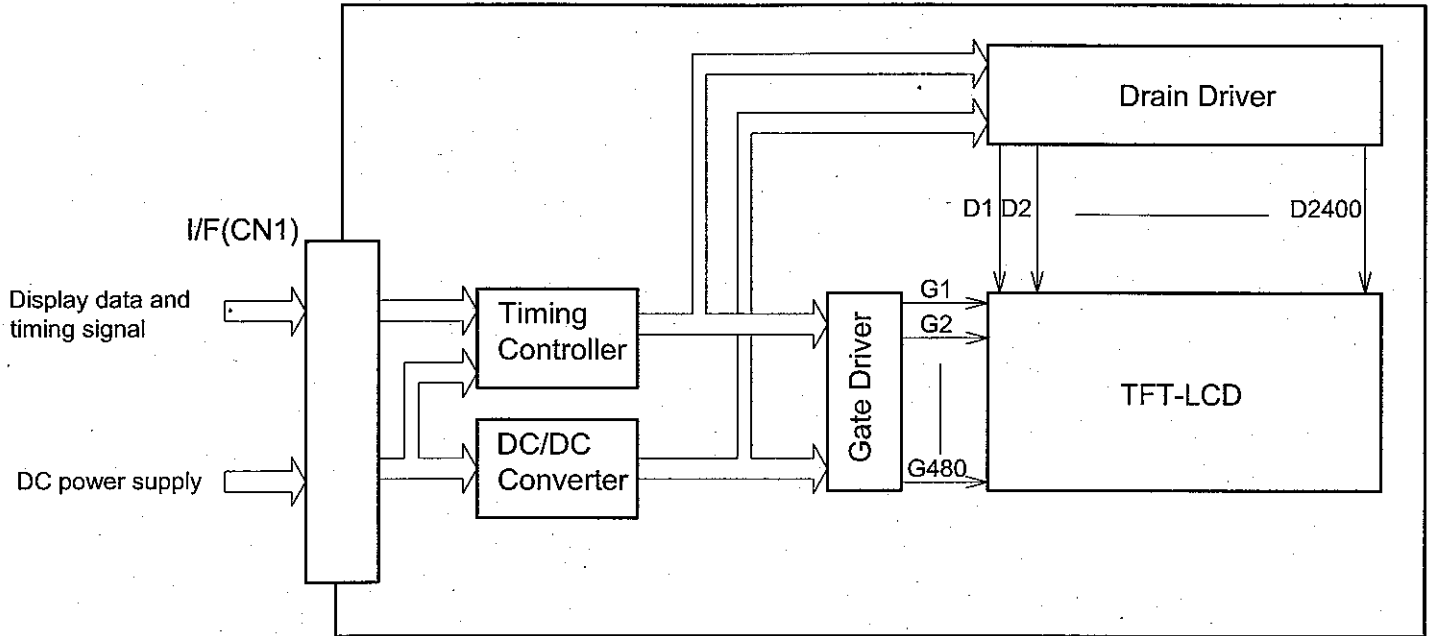 Drain Driver
D1 D2 D2400
I/F(CN1)
Display data and
timing signal
Timing
Controller
G1
G2
Gate Driver
TFT-LCD
DC/DC
Converter
G480
DC power supply